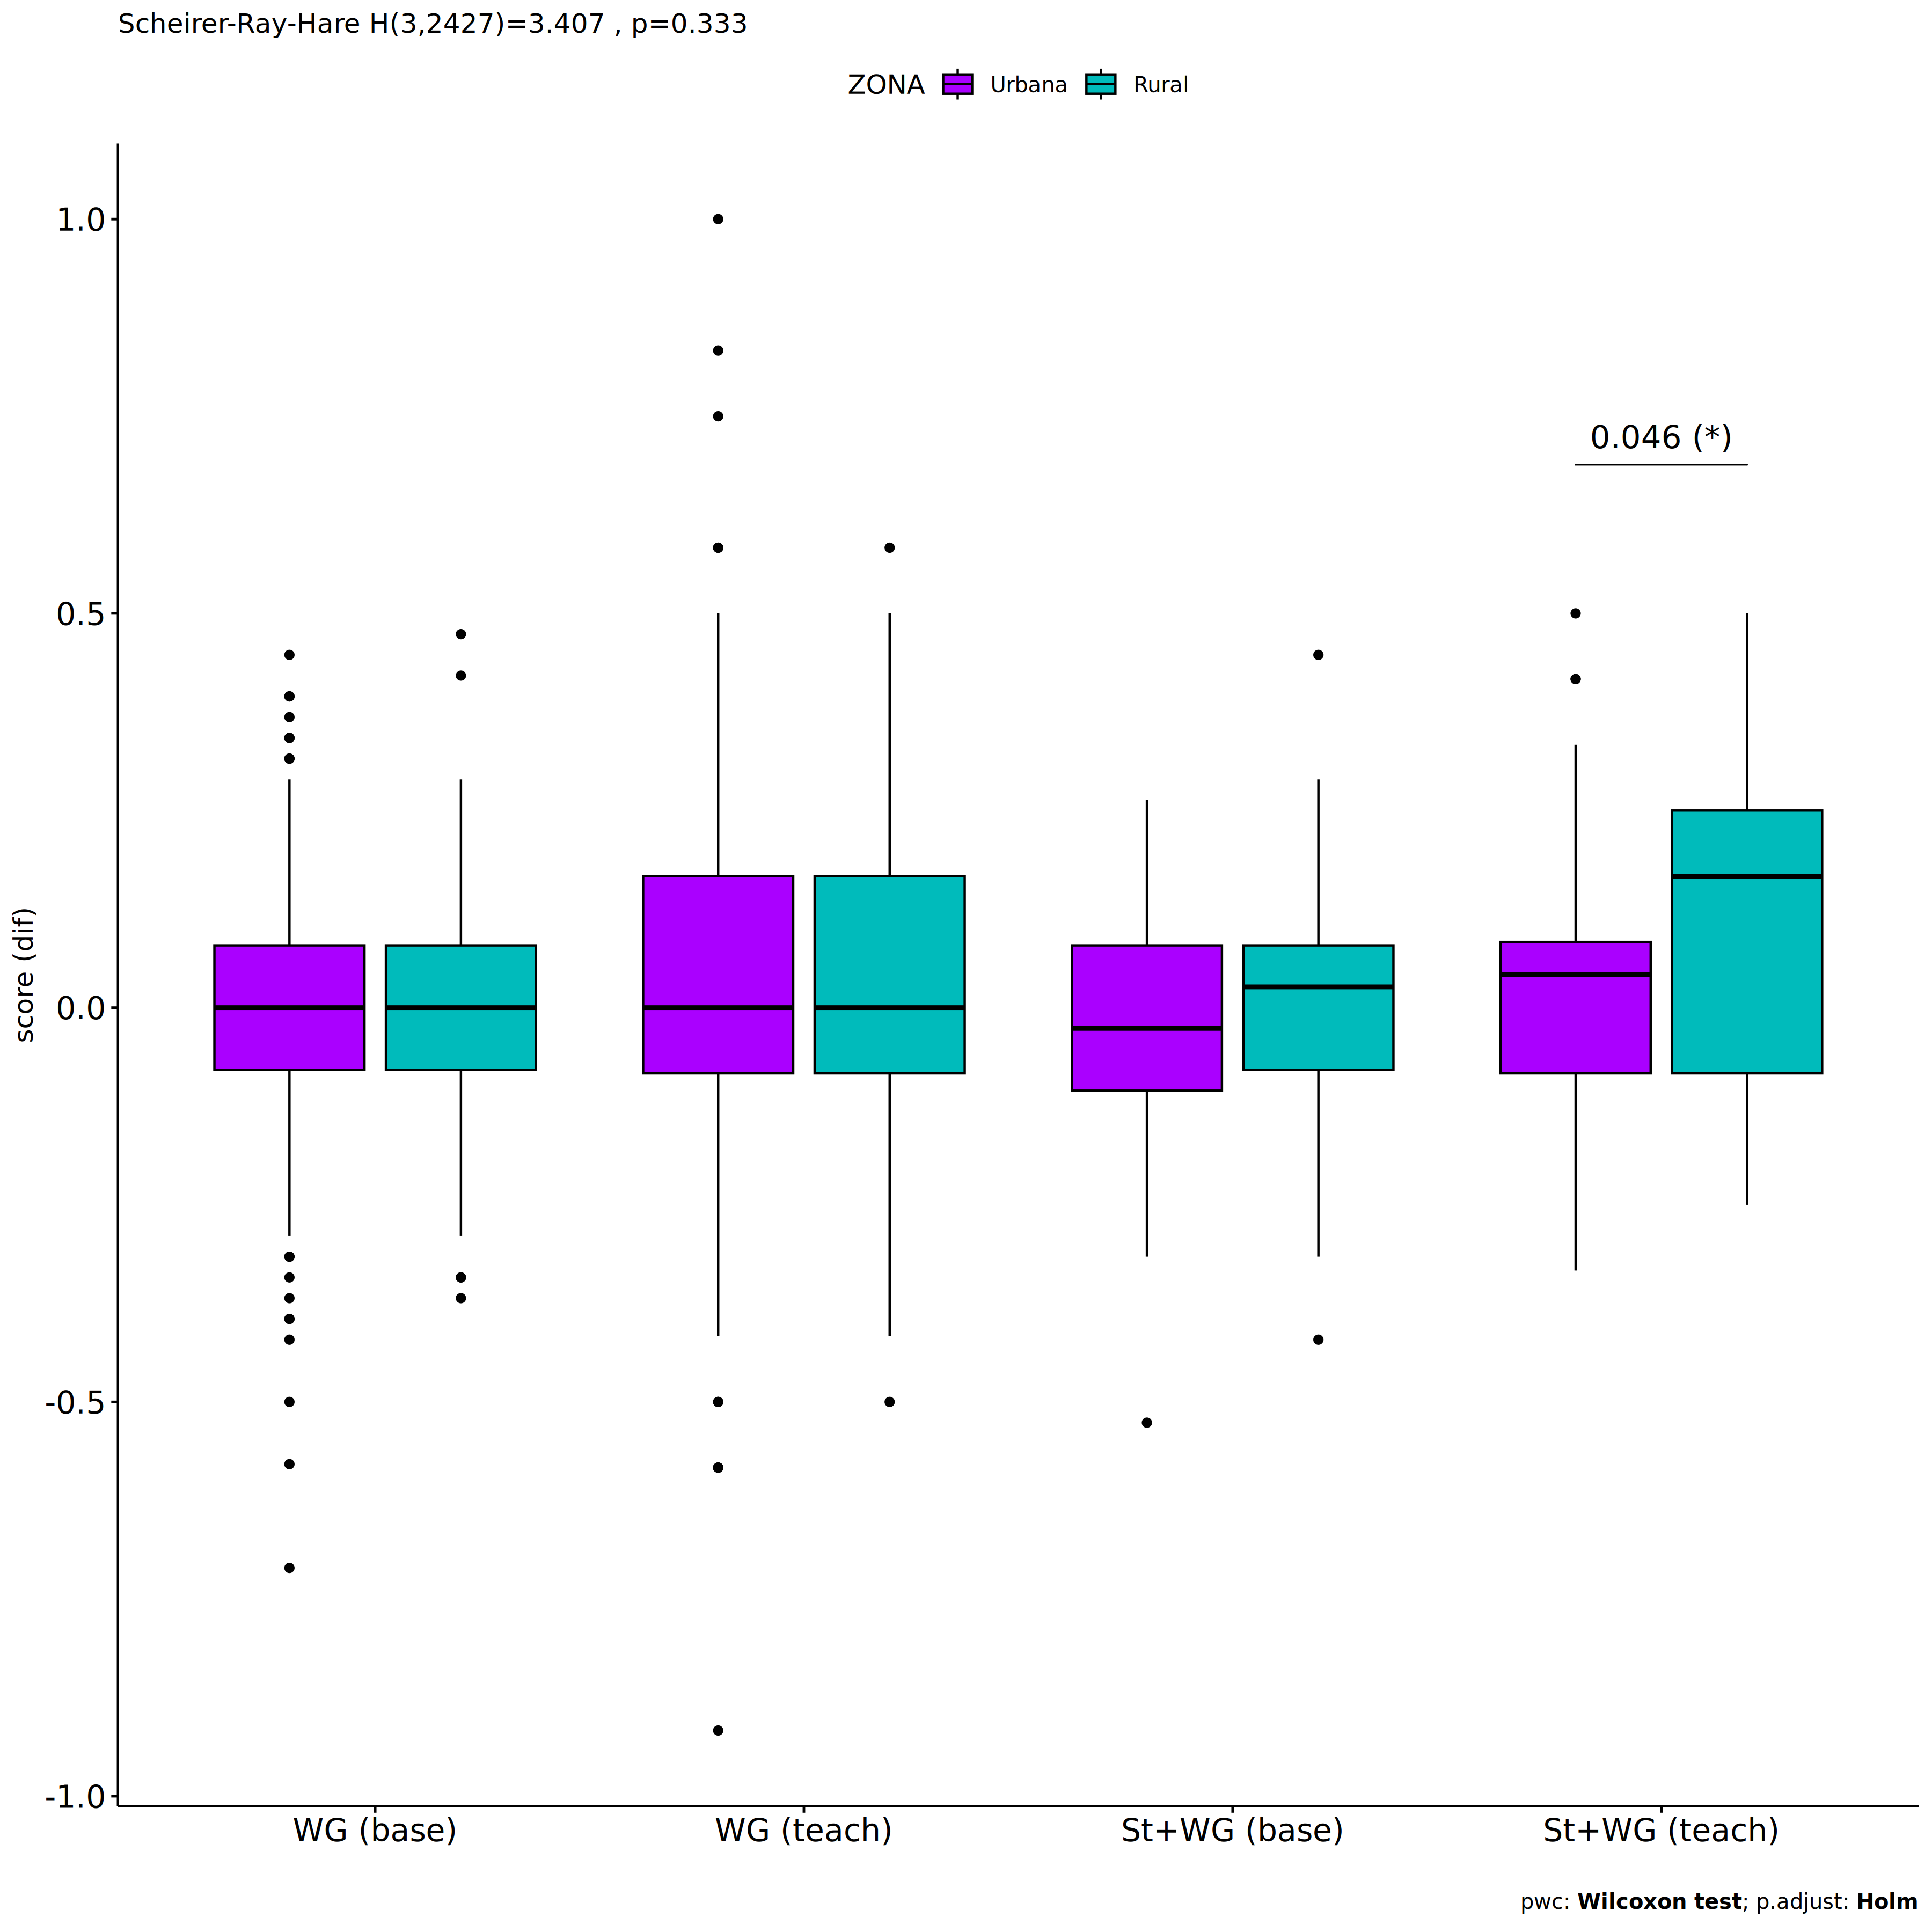 Scheirer-Ray-Hare H(3,2427)=3.407 , p=0.333
ZONA Urbana Rural
1.0
0.046 (*)
0.5
score (dif)
0.0
-0.5
-1.0
WG (base) WG (teach) St+WG (base) St+WG (teach)
pwc: Wilcoxon test; p.adjust: Holm